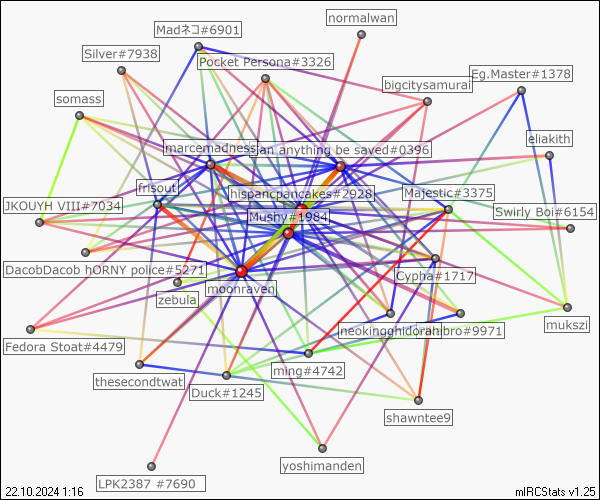 normalwan
Madネコ#6901
Silver#7938
Pocket Persona#3326
Eg.Master#1378
bigcitysamurai
somass
eliakith
marcemadness
an anything be saved#0396
frisout
hispancpancakes#2928
Majestic#3375
JKOUYH VIII#7034
Mushy#1984
Swirly Boi#6154
DacobDacob hORNY police#5271
Cypha#1717
moonraven
zebula
mukszi
neokingghidorah
bro#9971
Fedora Stoat#4479
ming#4742
thesecondtwat
Duck#1245
shawntee9
yoshimanden
LPK2387 #7690
22.10.2024 1:16
mIRCStats v1.25